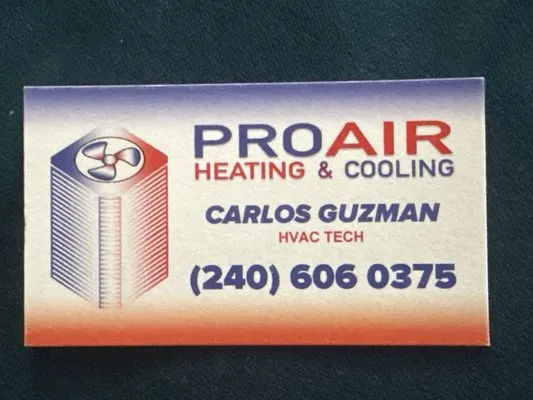 PROAIR
HEATING & COOLING
CARLOS GUZMAN
HVAC TECH
(240) 606 0375